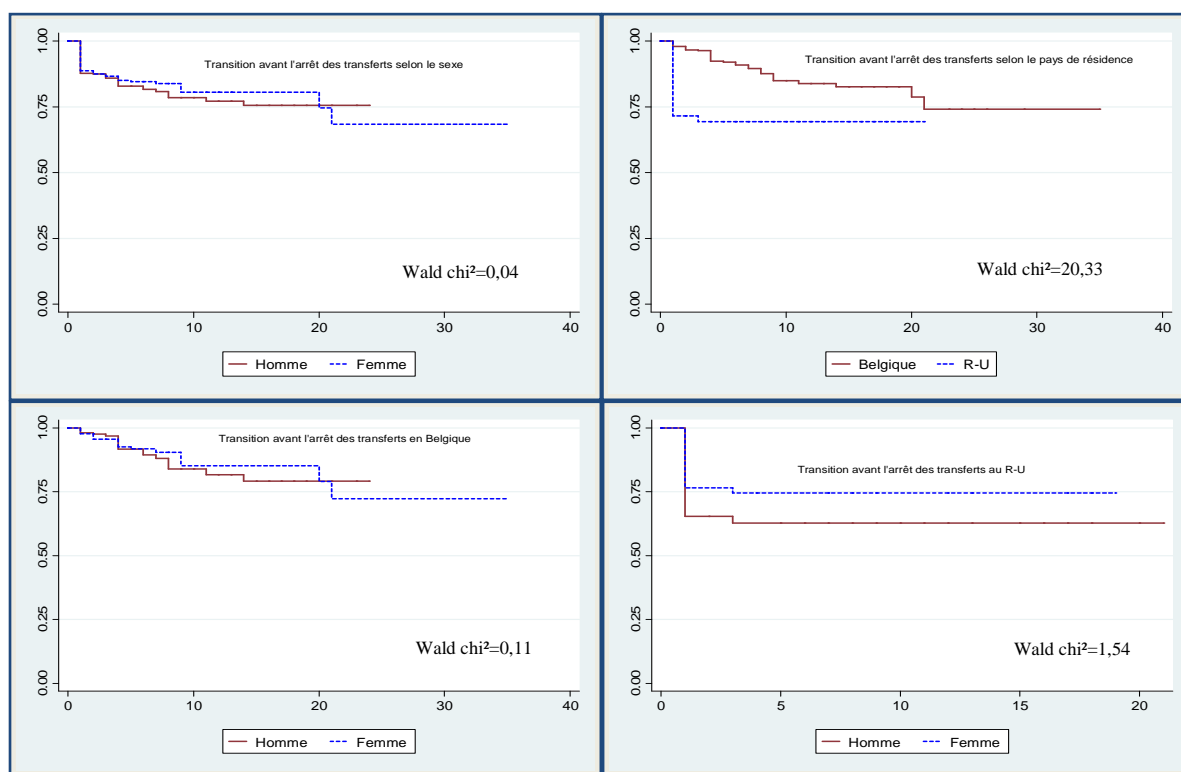 Transition avant l'arrêt des transferts selon le sexe
1.00
0.75
0.50
0.25
0.00
Wald chi²=0,04
0 10 20 30 40
Homme Femme
Transition avant l'arrêt des transferts selon le pays de résidence
1.00
0.75
0.50
0.25
0.00
Wald chi²=20,33
0 10 20 30 40
Belgique R-U
Transition avant l'arrêt des transferts en Belgique
1.00
0.75
0.50
0.25
0.00
Wald chi²=0,11
0 10 20 30 40
Homme Femme
Transition avant l'arrêt des transferts au R-U
1.00
0.75
0.50
0.25
0.00
Wald chi²=1,54
0 5 10 15 20
Homme Femme